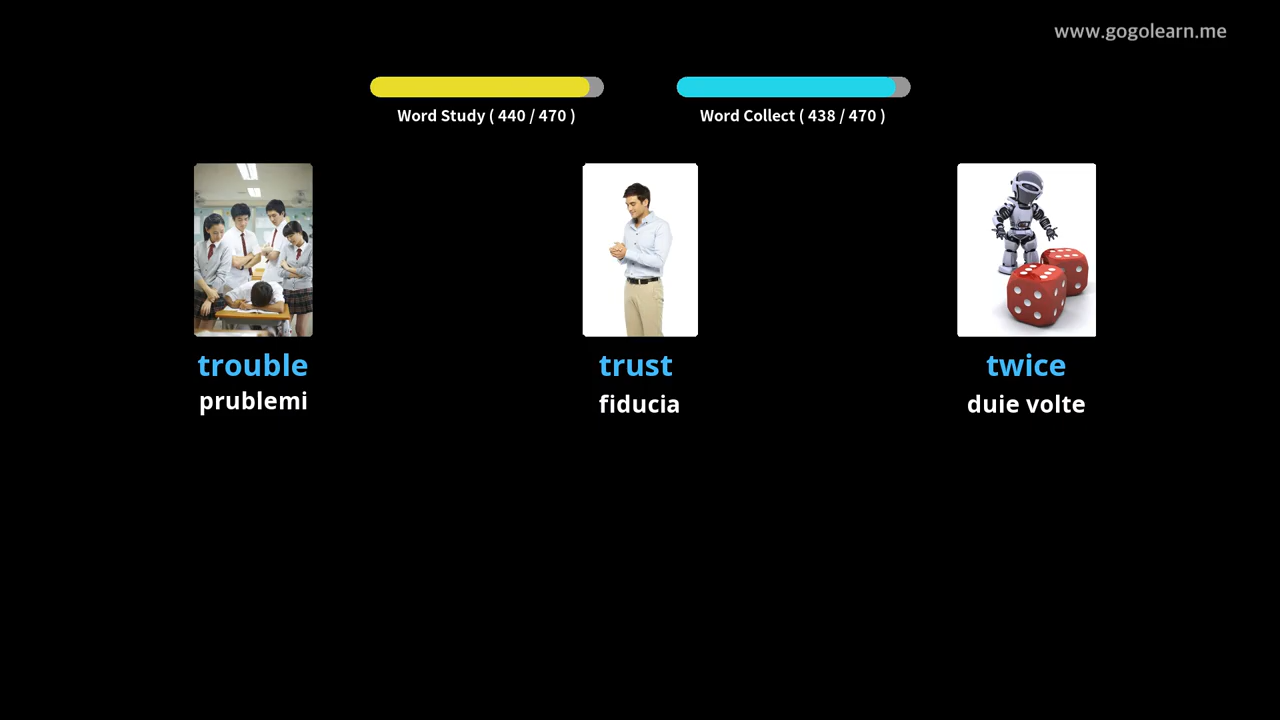 www.gogolearn.me
Word Study ( 440 / 470 )
Word Collect ( 438 / 470 )
trouble
prublemi
trust
fiducia
twice
duie volte